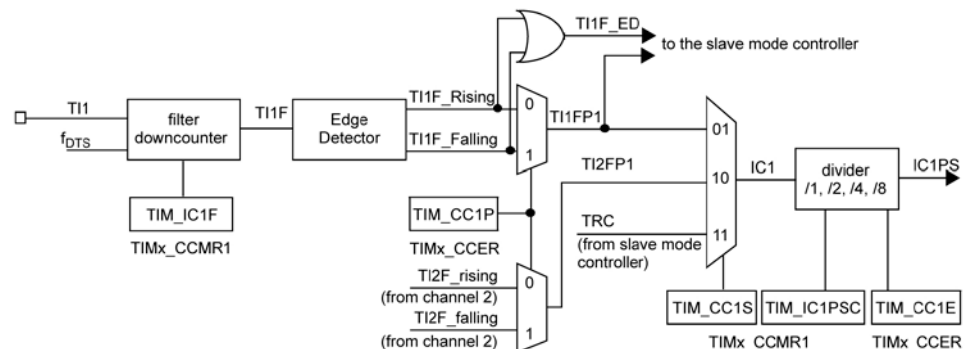 TI1F_ED
to the slave mode controller
TI1
f_DTS
filter
downcounter
TI1F
Edge
Detector
TI1F_Rising
TI1F_Falling
0
1
TI1FP1
TI2FP1
TRC
(from slave mode
controller)
01
10
11
IC1
divider
/1, /2, /4, /8
IC1PS
TIM_IC1F
TIMx_CCMR1
TIM_CC1P
TIMx_CCER
TI2F_rising
(from channel 2)
TI2F_falling
(from channel 2)
0
1
TIM_CC1S
TIM_IC1PSC
TIM_CC1E
TIMx_CCMR1
TIMx_CCER